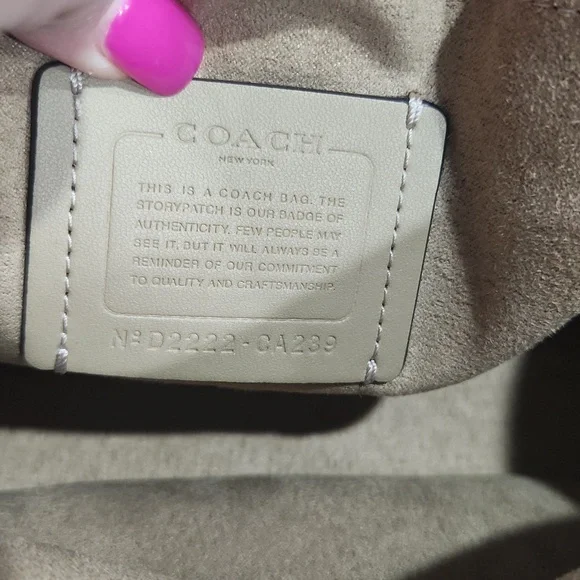 COACH
NEW YORK
THIS IS A COACH BAG. THE
STORYPATCH IS OUR BADGE OF
AUTHENTICITY. FEW PEOPLE MAY
SEE IT, BUT IT WILL ALWAYS BE A
REMINDER OF OUR COMMITMENT
TO QUALITY AND CRAFTSMANSHIP.
Nº D2222-CA239